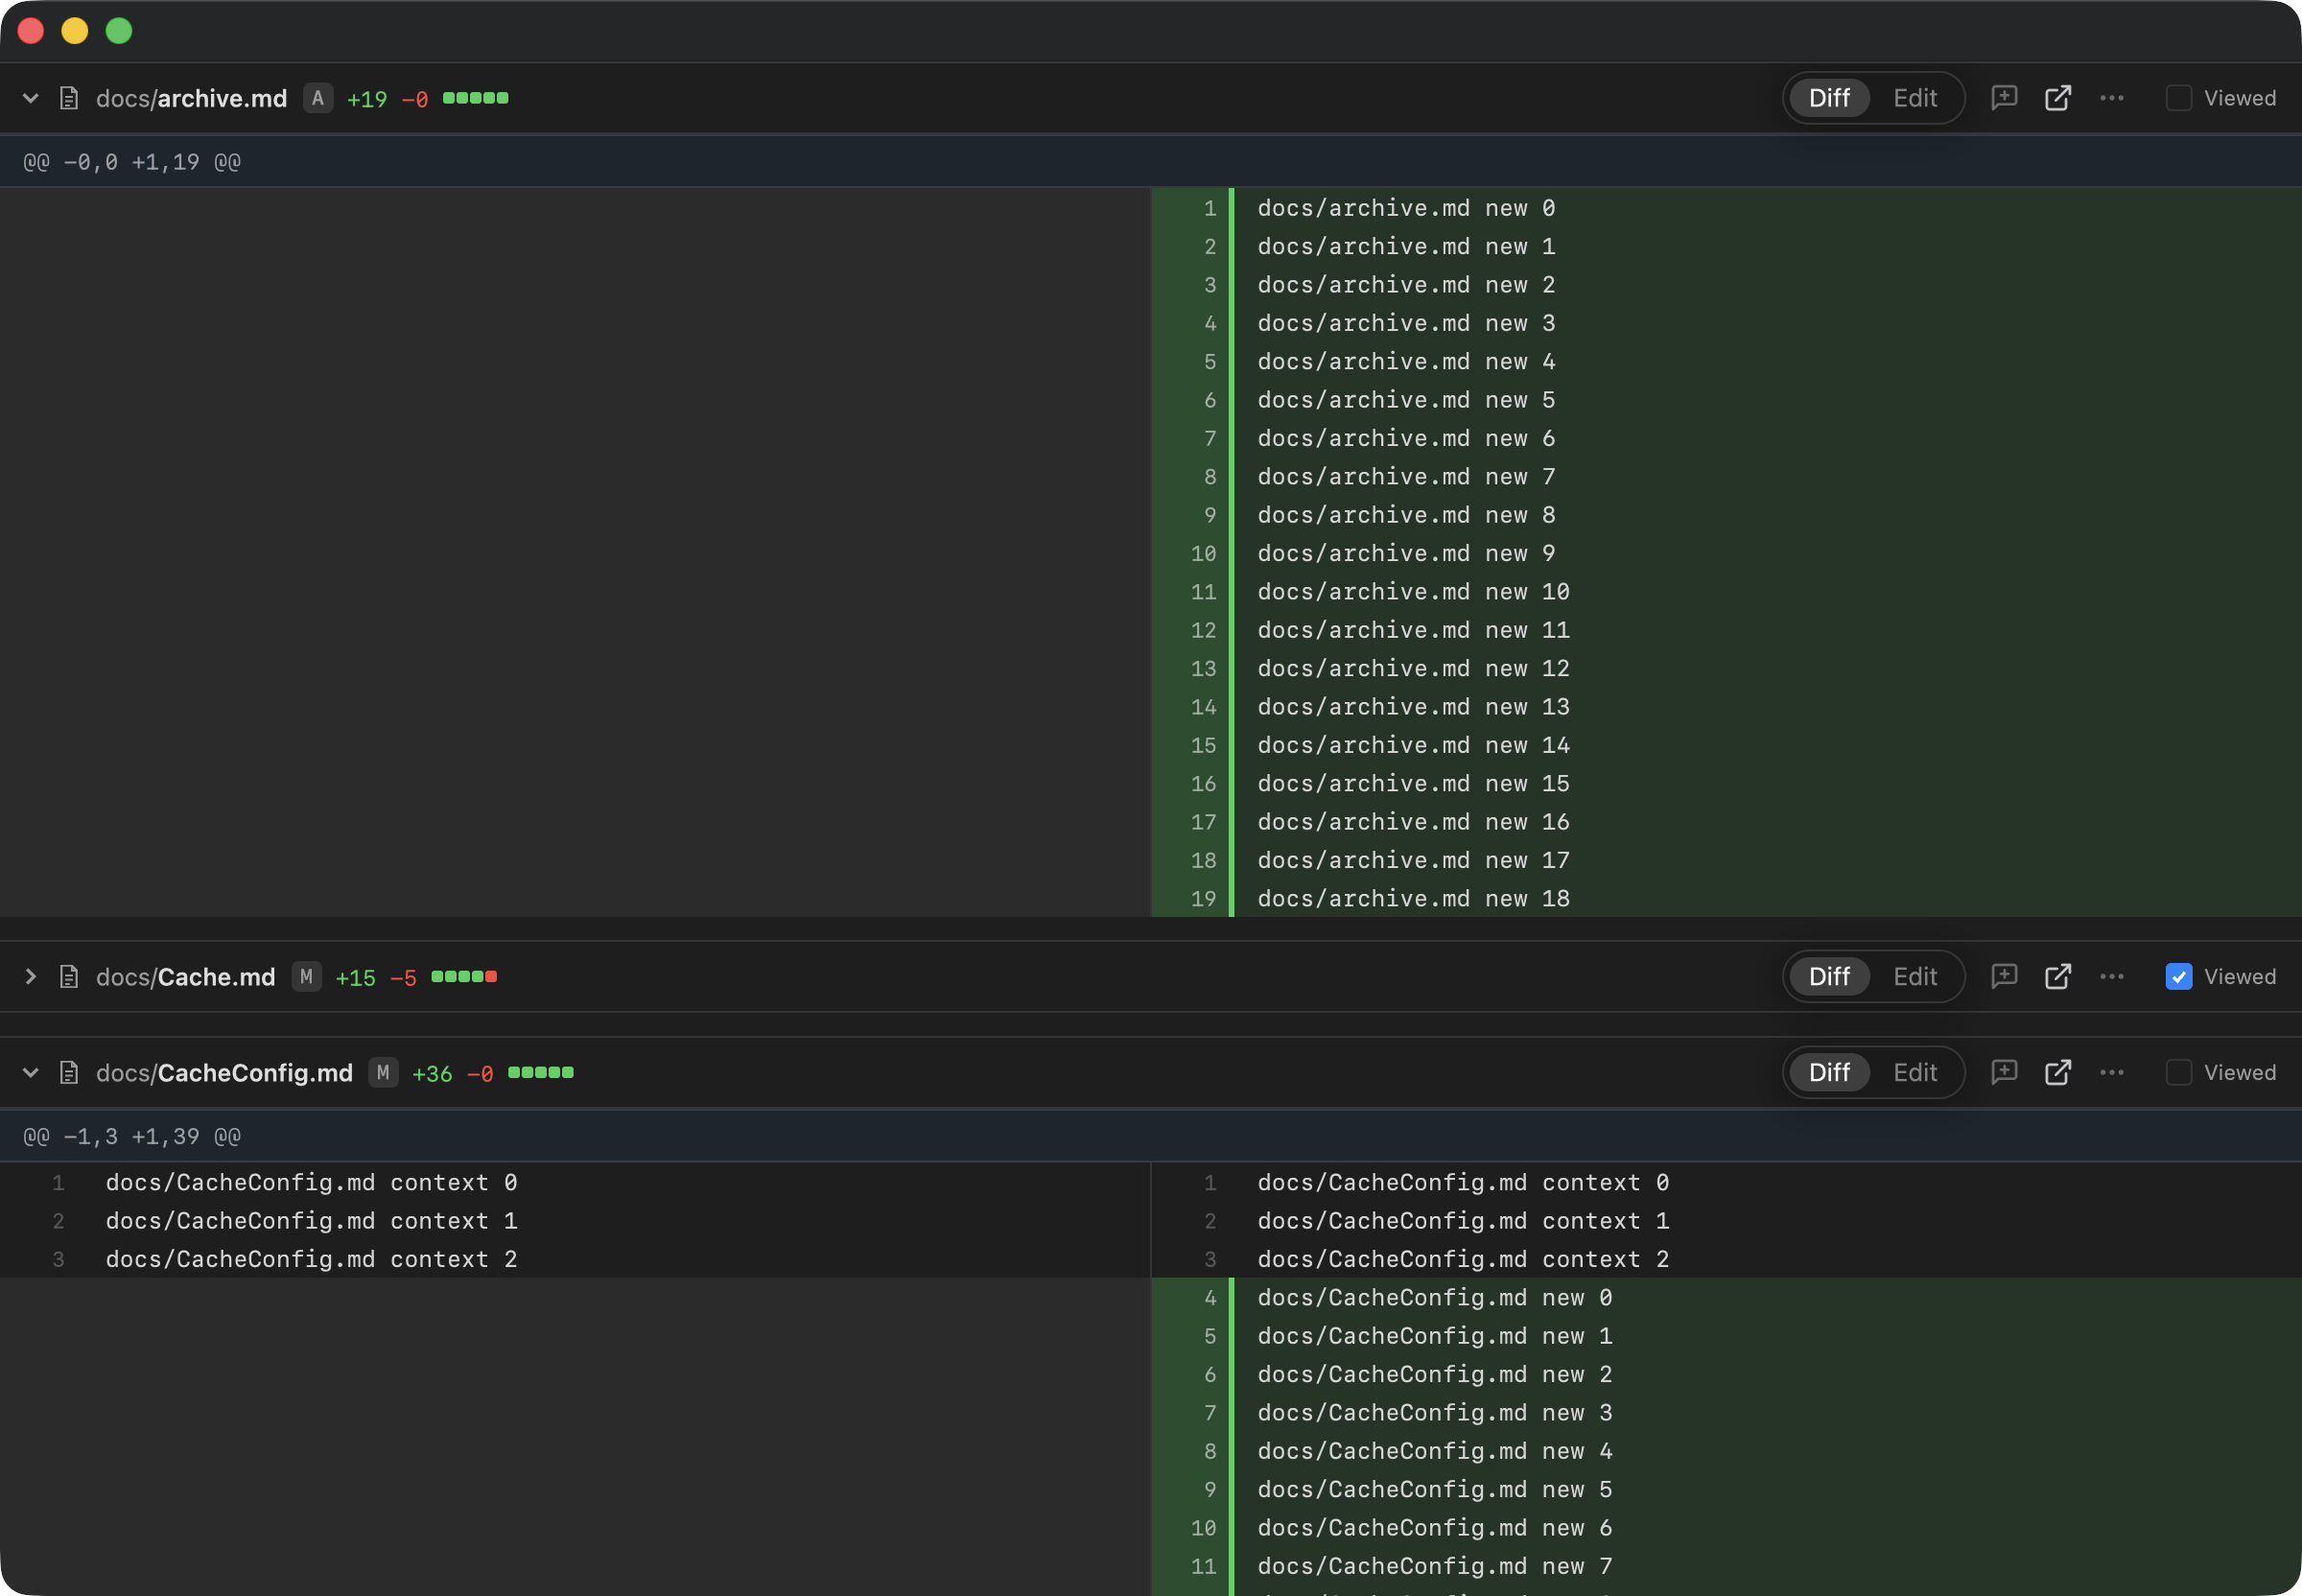 docs/archive.md A +19 −0 Diff Edit Viewed
@@ −0,0 +1,19 @@
1 docs/archive.md new 0
2 docs/archive.md new 1
3 docs/archive.md new 2
4 docs/archive.md new 3
5 docs/archive.md new 4
6 docs/archive.md new 5
7 docs/archive.md new 6
8 docs/archive.md new 7
9 docs/archive.md new 8
10 docs/archive.md new 9
11 docs/archive.md new 10
12 docs/archive.md new 11
13 docs/archive.md new 12
14 docs/archive.md new 13
15 docs/archive.md new 14
16 docs/archive.md new 15
17 docs/archive.md new 16
18 docs/archive.md new 17
19 docs/archive.md new 18
docs/Cache.md M +15 −5 Diff Edit Viewed
docs/CacheConfig.md M +36 −0 Diff Edit Viewed
@@ −1,3 +1,39 @@
1 docs/CacheConfig.md context 0 1 docs/CacheConfig.md context 0
2 docs/CacheConfig.md context 1 2 docs/CacheConfig.md context 1
3 docs/CacheConfig.md context 2 3 docs/CacheConfig.md context 2
4 docs/CacheConfig.md new 0
5 docs/CacheConfig.md new 1
6 docs/CacheConfig.md new 2
7 docs/CacheConfig.md new 3
8 docs/CacheConfig.md new 4
9 docs/CacheConfig.md new 5
10 docs/CacheConfig.md new 6
11 docs/CacheConfig.md new 7